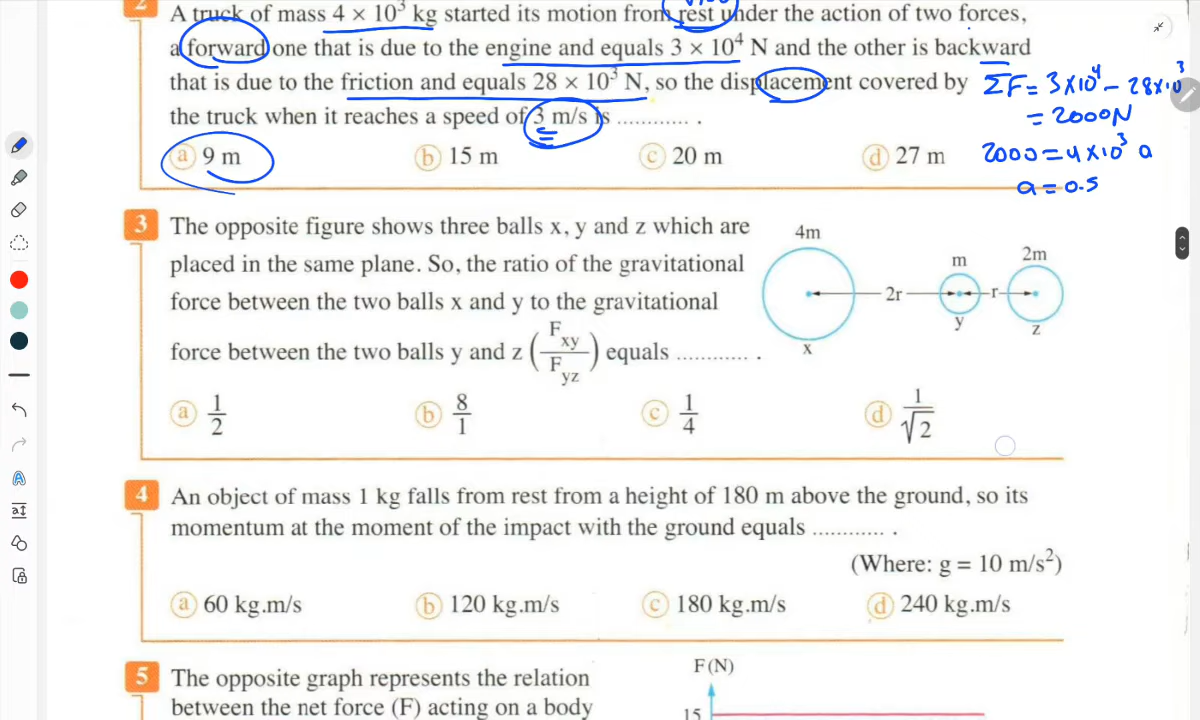 2
A truck of mass 4 × 10³ kg started its motion from rest under the action of two forces,
a forward one that is due to the engine and equals 3 × 10⁴ N and the other is backward
that is due to the friction and equals 28 × 10³ N, so the displacement covered by
the truck when it reaches a speed of 3 m/s is ............ .
ΣF = 3×10⁴ − 28×10³
= 2000N
2000 = 4×10³ a
a = 0.5
a 9 m b 15 m c 20 m d 27 m
3 The opposite figure shows three balls x, y and z which are
placed in the same plane. So, the ratio of the gravitational
force between the two balls x and y to the gravitational
force between the two balls y and z (F_xy/F_yz) equals ............ .
4m
m
2m
2r
r
x
y
z
a 1/2 b 8/1 c 1/4 d 1/√2
4 An object of mass 1 kg falls from rest from a height of 180 m above the ground, so its
momentum at the moment of the impact with the ground equals ............ .
(Where: g = 10 m/s²)
a 60 kg.m/s b 120 kg.m/s c 180 kg.m/s d 240 kg.m/s
5 The opposite graph represents the relation
between the net force (F) acting on a body
F(N)
15